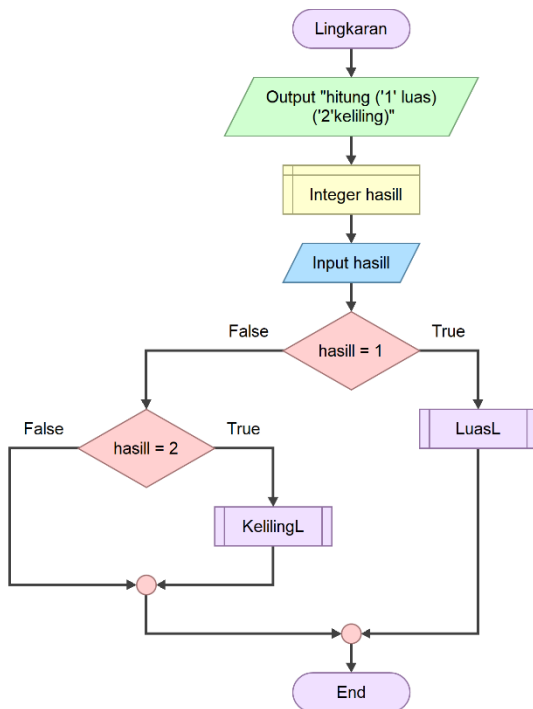 Lingkaran
Output "hitung ('1' luas)
('2'keliling)"
Integer hasill
Input hasill
False
True
hasill = 1
False
True
hasill = 2
LuasL
KelilingL
End